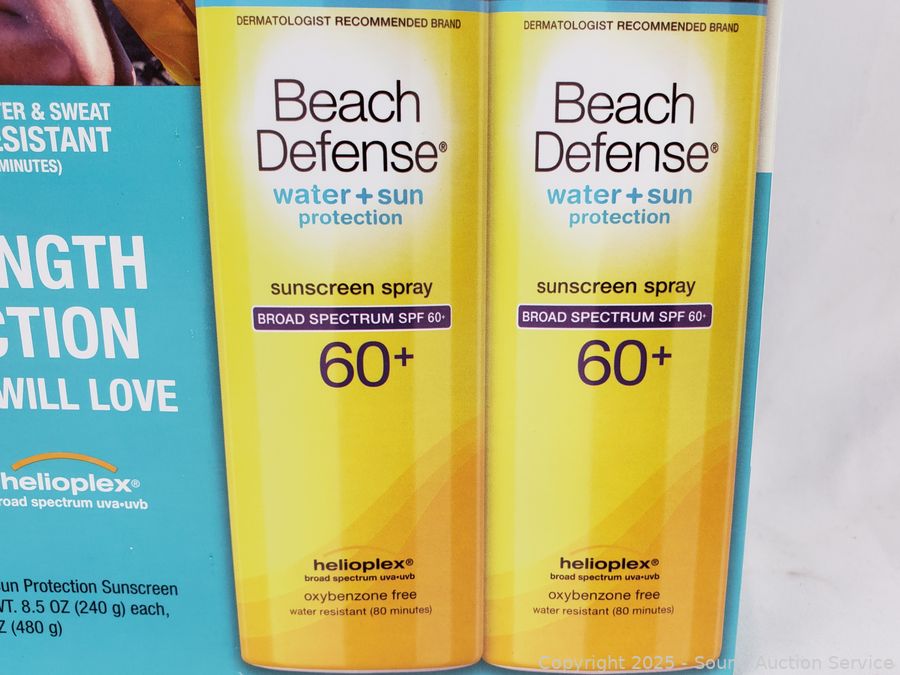 TER & SWEAT
ESISTANT
MINUTES)
NGTH
CTION
WILL LOVE
helioplex®
road spectrum uva•uvb
un Protection Sunscreen
WT. 8.5 OZ (240 g) each,
Z (480 g)
DERMATOLOGIST RECOMMENDED BRAND
Beach
Defense®
water + sun
protection
sunscreen spray
BROAD SPECTRUM SPF 60+
60+
helioplex®
broad spectrum uva•uvb
oxybenzone free
water resistant (80 minutes)
DERMATOLOGIST RECOMMENDED BRAND
Beach
Defense®
water + sun
protection
sunscreen spray
BROAD SPECTRUM SPF 60+
60+
helioplex®
broad spectrum uva•uvb
oxybenzone free
water resistant (80 minutes)
Copyright 2025 - Sound Auction Service